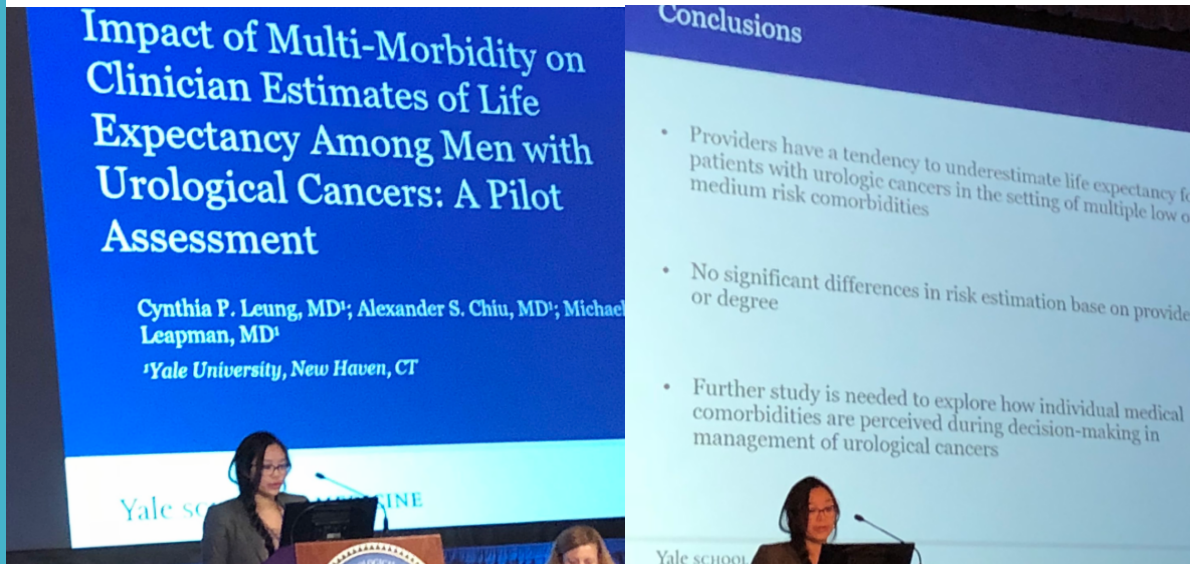 Impact of Multi-Morbidity on
Clinician Estimates of Life
Expectancy Among Men with
Urological Cancers: A Pilot
Assessment
Cynthia P. Leung, MD¹; Alexander S. Chiu, MD¹; Michael
Leapman, MD¹
¹Yale University, New Haven, CT
Yale
Conclusions
• Providers have a tendency to underestimate life expectancy
patients with urologic cancers in the setting of multiple low
medium risk comorbidities
• No significant differences in risk estimation base on
or degree
• Further study is needed to explore how individual medical
comorbidities are perceived during decision-making in
management of urological cancers
Yale SCHOOL